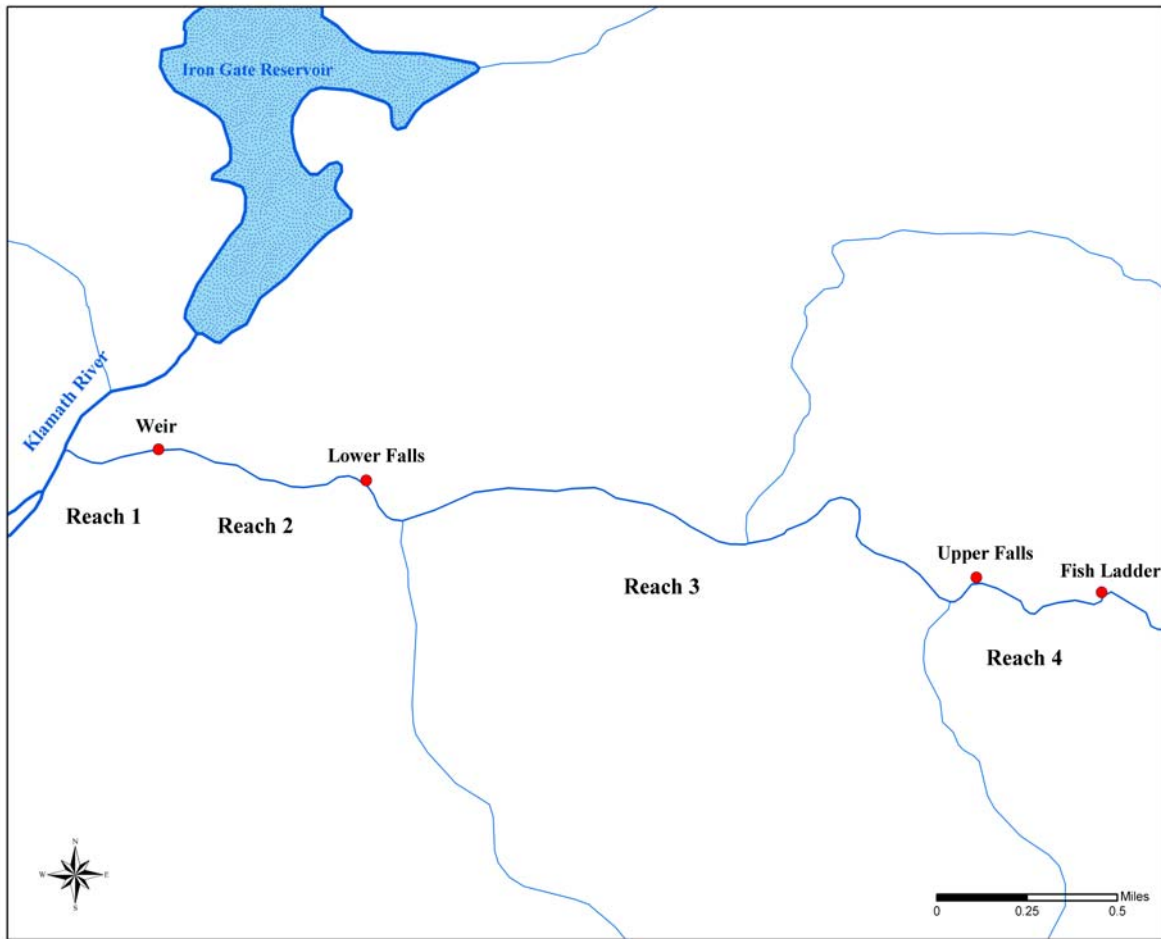 Iron Gate Reservoir
Klamath River
Weir
Lower Falls
Reach 1
Reach 2
Upper Falls
Fish Ladder
Reach 3
Reach 4
N
W E
S
Miles
0 0.25 0.5